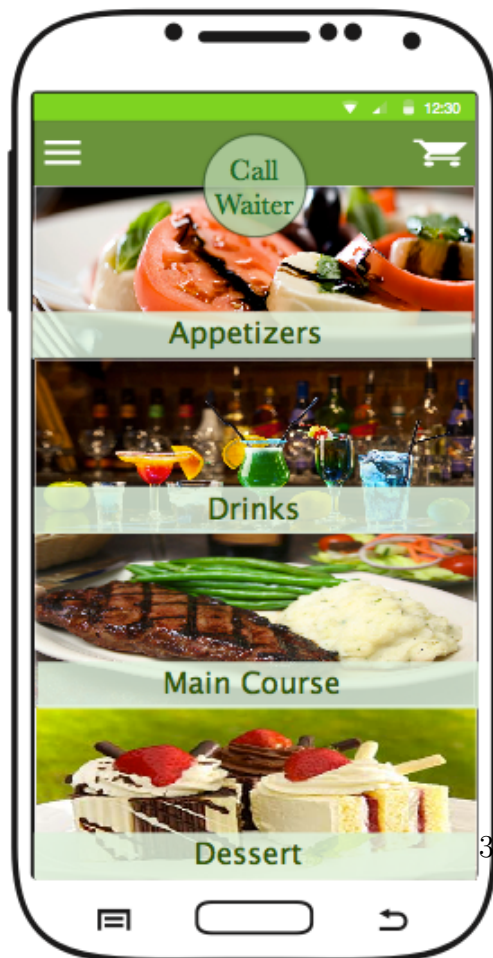 12:30
Call
Waiter
Appetizers
Drinks
Main Course
Dessert
3